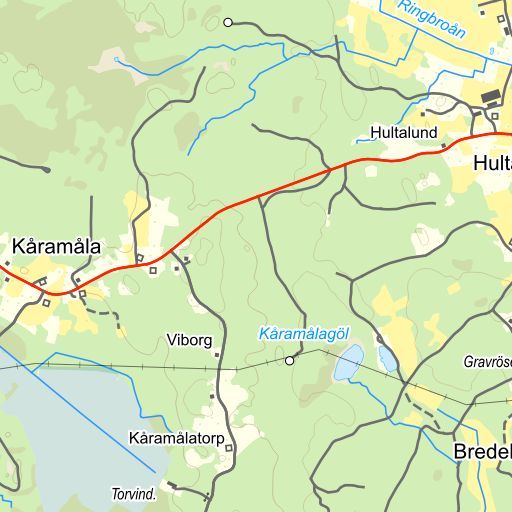 Ringbroån
Hultalund
Hulta
Kåramåla
Viborg
Kåramålagöl
Gravrös
Kåramålatorp
Bredel
Torvind.